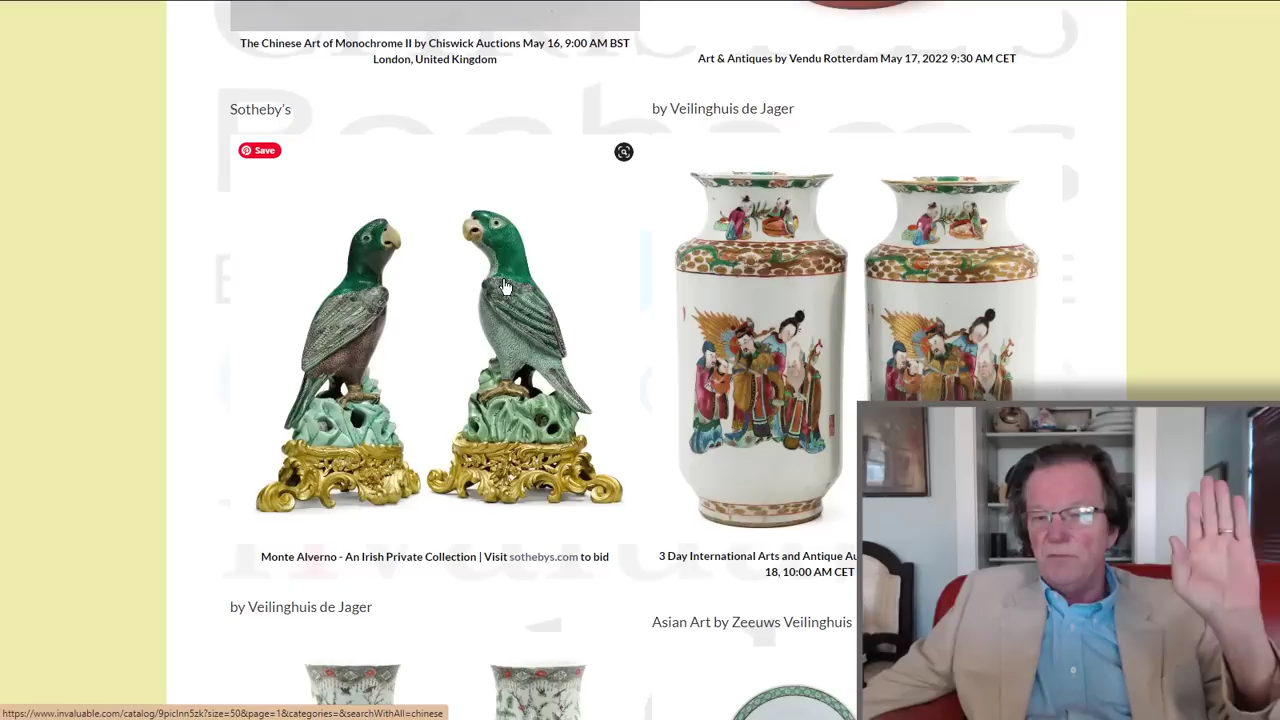 The Chinese Art of Monochrome II by Chiswick Auctions May 16, 9:00 AM BST
London, United Kingdom
Art & Antiques by Vendu Rotterdam May 17, 2022 9:30 AM CET
Sotheby's
by Veilinghuis de Jager
Save
Monte Alverno - An Irish Private Collection | Visit sothebys.com to bid
3 Day International Arts and Antique Au
18, 10:00 AM CET
by Veilinghuis de Jager
Asian Art by Zeeuws Veilinghuis
https://www.invaluable.com/catalog/9piclnn5zk?size=50&page=1&categories=&searchWithAll=chinese